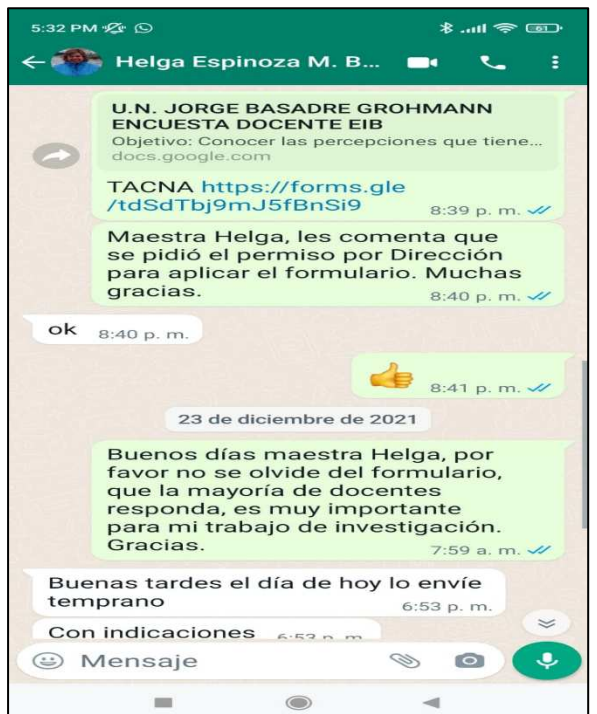 5:32 PM
61
Helga Espinoza M. B...
U.N. JORGE BASADRE GROHMANN
ENCUESTA DOCENTE EIB
Objetivo: Conocer las percepciones que tiene...
docs.google.com
TACNA https://forms.gle
/tdSdTbj9mJ5fBnSi9
8:39 p. m.
Maestra Helga, les comenta que
se pidió el permiso por Dirección
para aplicar el formulario. Muchas
gracias.
8:40 p. m.
ok 8:40 p. m.
8:41 p. m.
23 de diciembre de 2021
Buenos días maestra Helga, por
favor no se olvide del formulario,
que la mayoría de docentes
responda, es muy importante
para mi trabajo de investigación.
Gracias.
7:59 a. m.
Buenas tardes el día de hoy lo envíe
temprano
6:53 p. m.
Con indicaciones 6:53 p. m.
Mensaje